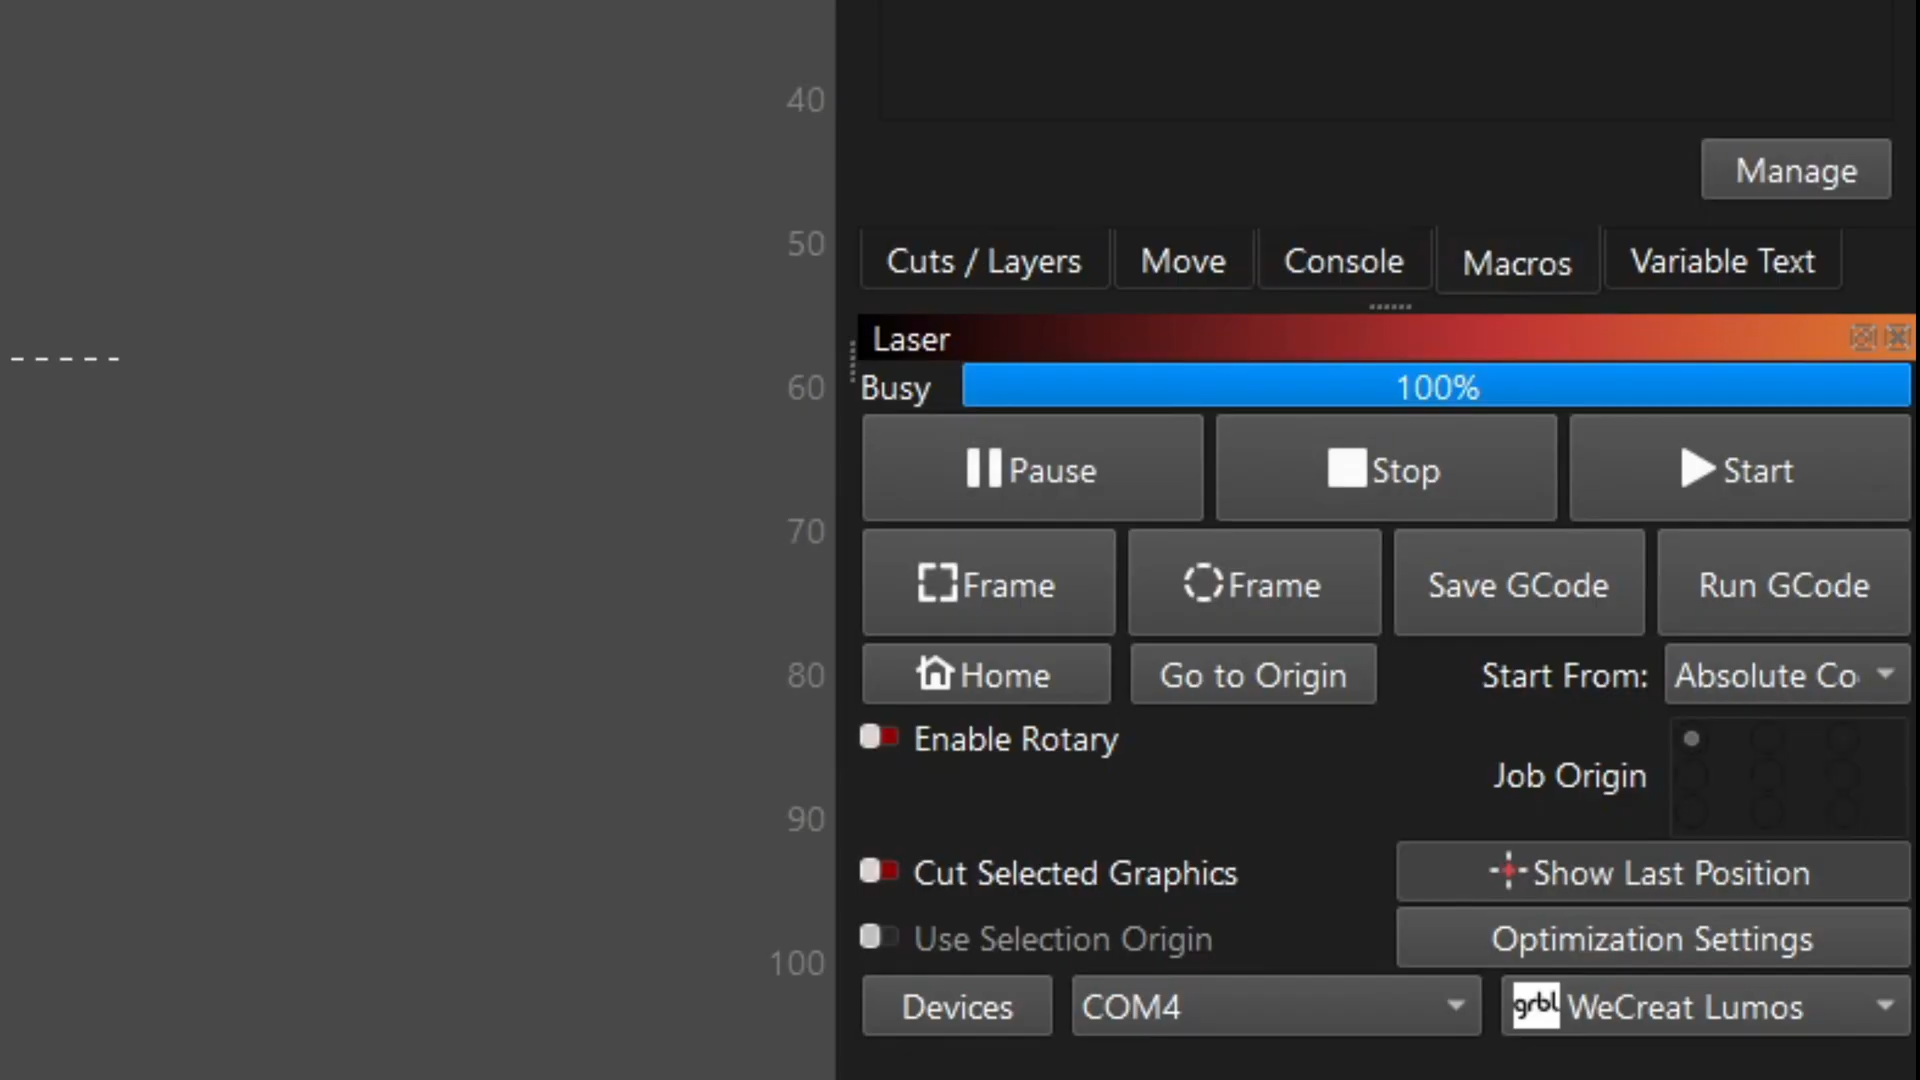 40
Manage
50
Cuts / Layers Move Console Macros Variable Text
Laser
60
Busy 100%
Pause Stop Start
70
Frame Frame Save GCode Run GCode
80
Home Go to Origin Start From: Absolute Co
Enable Rotary
Job Origin
90
Cut Selected Graphics Show Last Position
Use Selection Origin Optimization Settings
100
Devices COM4 grbl WeCreat Lumos